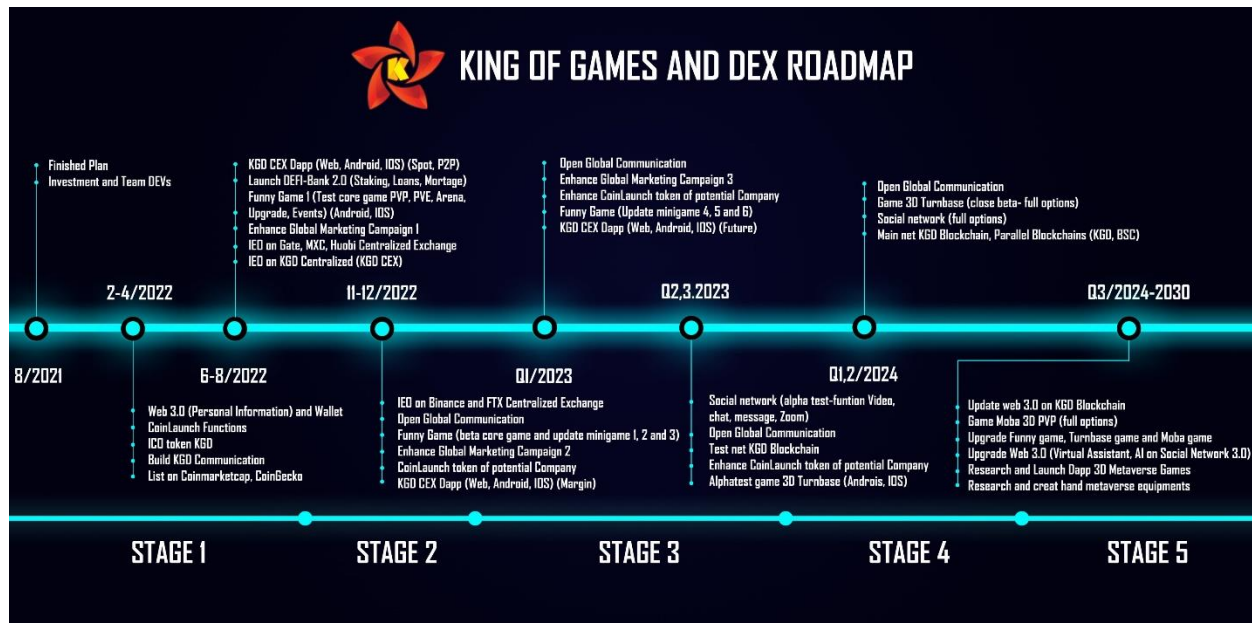 K
KING OF GAMES AND DEX ROADMAP
Finished Plan
Investment and Team DEVs
8/2021
2-4/2022
Web 3.0 (Personal Information) and Wallet
CoinLaunch Functions
ICO token KGD
Build KGD Communication
List on Coinmarketcap, CoinGecko
KGD CEX Dapp (Web, Android, IOS) (Spot, P2P)
Launch DEFI-Bank 2.0 (Staking, Loans, Mortage)
Funny Game 1 (Test core game PVP, PVE, Arena,
Upgrade, Events) (Android, IOS)
Enhance Global Marketing Campaign 1
IEO on Gate, MXC, Huobi Centralized Exchange
IEO on KGD Centralized (KGD CEX)
6-8/2022
11-12/2022
IEO on Binance and FTX Centralized Exchange
Open Global Communication
Funny Game (beta core game and update minigame 1, 2 and 3)
Enhance Global Marketing Campaign 2
CoinLaunch token of potential Company
KGD CEX Dapp (Web, Android, IOS) (Margin)
Open Global Communication
Enhance Global Marketing Campaign 3
Enhance CoinLaunch token of potential Company
Funny Game (Update minigame 4, 5 and 6)
KGD CEX Dapp (Web, Android, IOS) (Future)
Q1/2023
Q2,3.2023
Social network (alpha test-funtion Video,
chat, message, Zoom)
Open Global Communication
Test net KGD Blockchain
Enhance CoinLaunch token of potential Company
Alphatest game 3D Turnbase (Androis, IOS)
Open Global Communication
Game 3D Turnbase (close beta- full options)
Social network (full options)
Main net KGD Blockchain, Parallel Blockchains (KGD, BSC)
Q1,2/2024
Q3/2024-2030
Update web 3.0 on KGD Blockchain
Game Moba 3D PVP (full options)
Upgrade Funny game, Turnbase game and Moba game
Upgrade Web 3.0 (Virtual Assistant, AI on Social Network 3.0)
Research and Launch Dapp 3D Metaverse Games
Research and creat hand metaverse equipments
STAGE 1
STAGE 2
STAGE 3
STAGE 4
STAGE 5